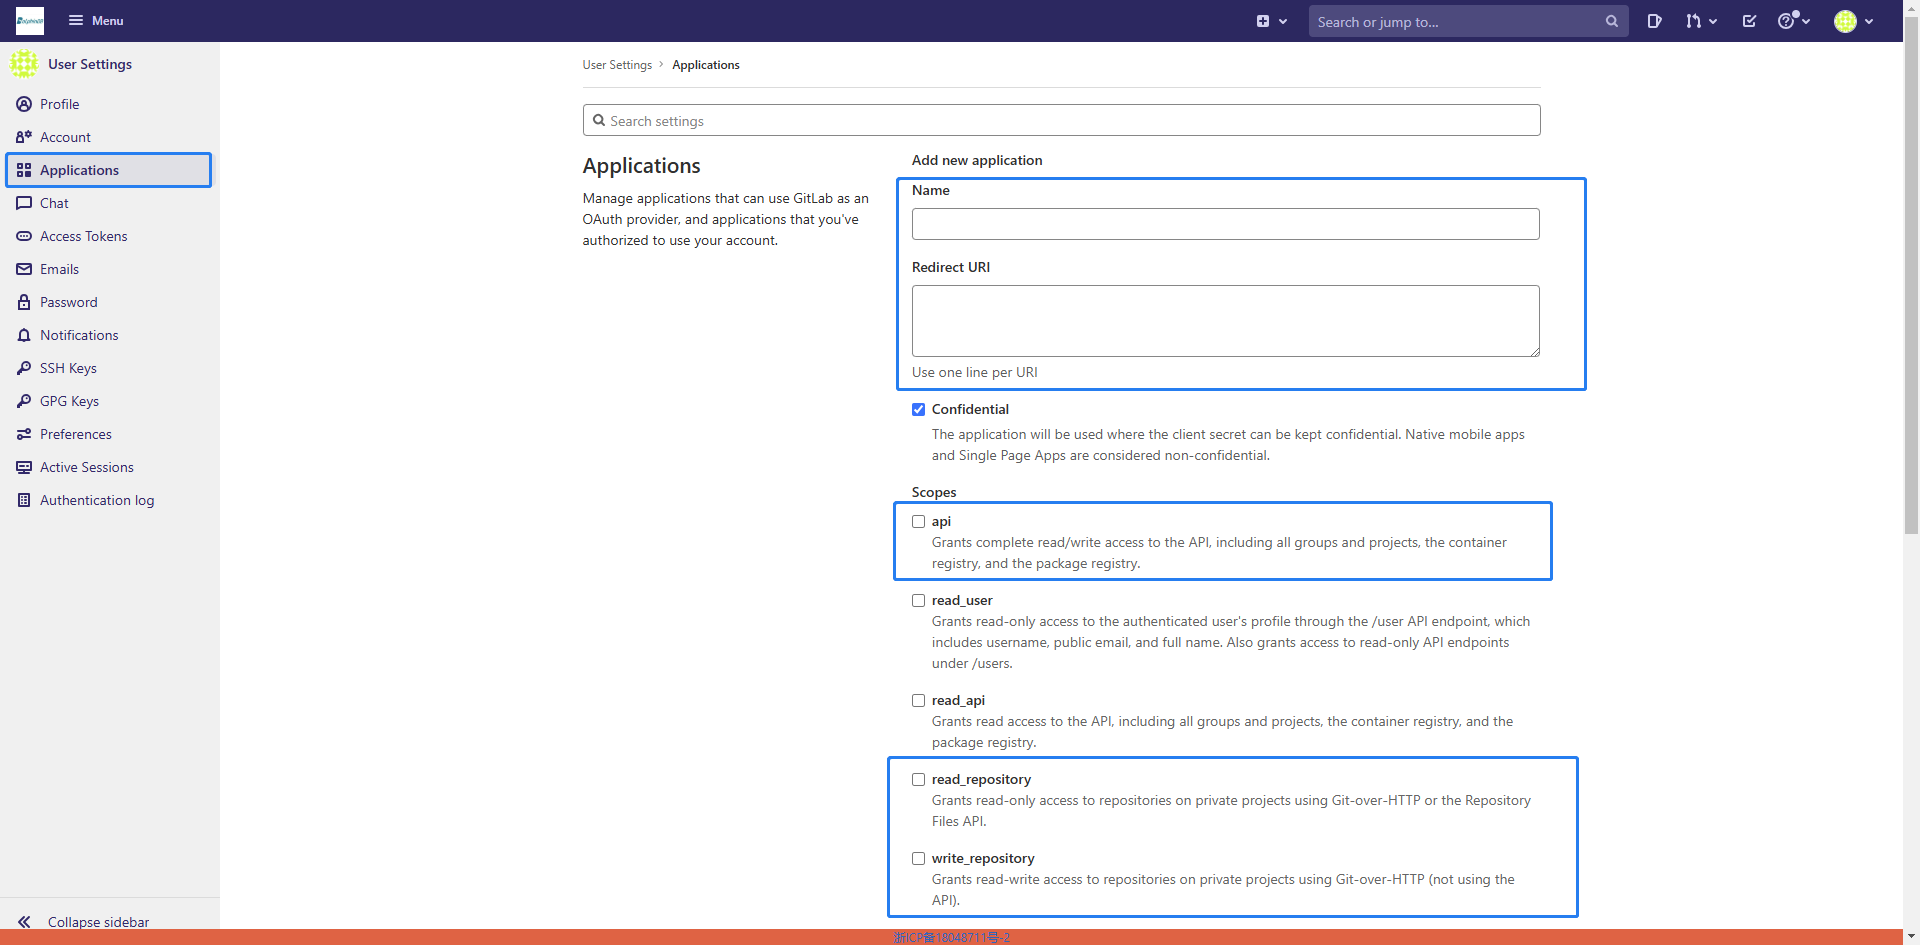 DolphinDB
Menu
Search or jump to...
User Settings
Profile
Account
Applications
Chat
Access Tokens
Emails
Password
Notifications
SSH Keys
GPG Keys
Preferences
Active Sessions
Authentication log
Collapse sidebar
User Settings > Applications
Search settings
Applications
Manage applications that can use GitLab as an
OAuth provider, and applications that you've
authorized to use your account.
Add new application
Name
Redirect URI
Use one line per URI
Confidential
The application will be used where the client secret can be kept confidential. Native mobile apps
and Single Page Apps are considered non-confidential.
Scopes
api
Grants complete read/write access to the API, including all groups and projects, the container
registry, and the package registry.
read_user
Grants read-only access to the authenticated user's profile through the /user API endpoint, which
includes username, public email, and full name. Also grants access to read-only API endpoints
under /users.
read_api
Grants read access to the API, including all groups and projects, the container registry, and the
package registry.
read_repository
Grants read-only access to repositories on private projects using Git-over-HTTP or the Repository
Files API.
write_repository
Grants read-write access to repositories on private projects using Git-over-HTTP (not using the
API).
浙ICP备18048711号-2